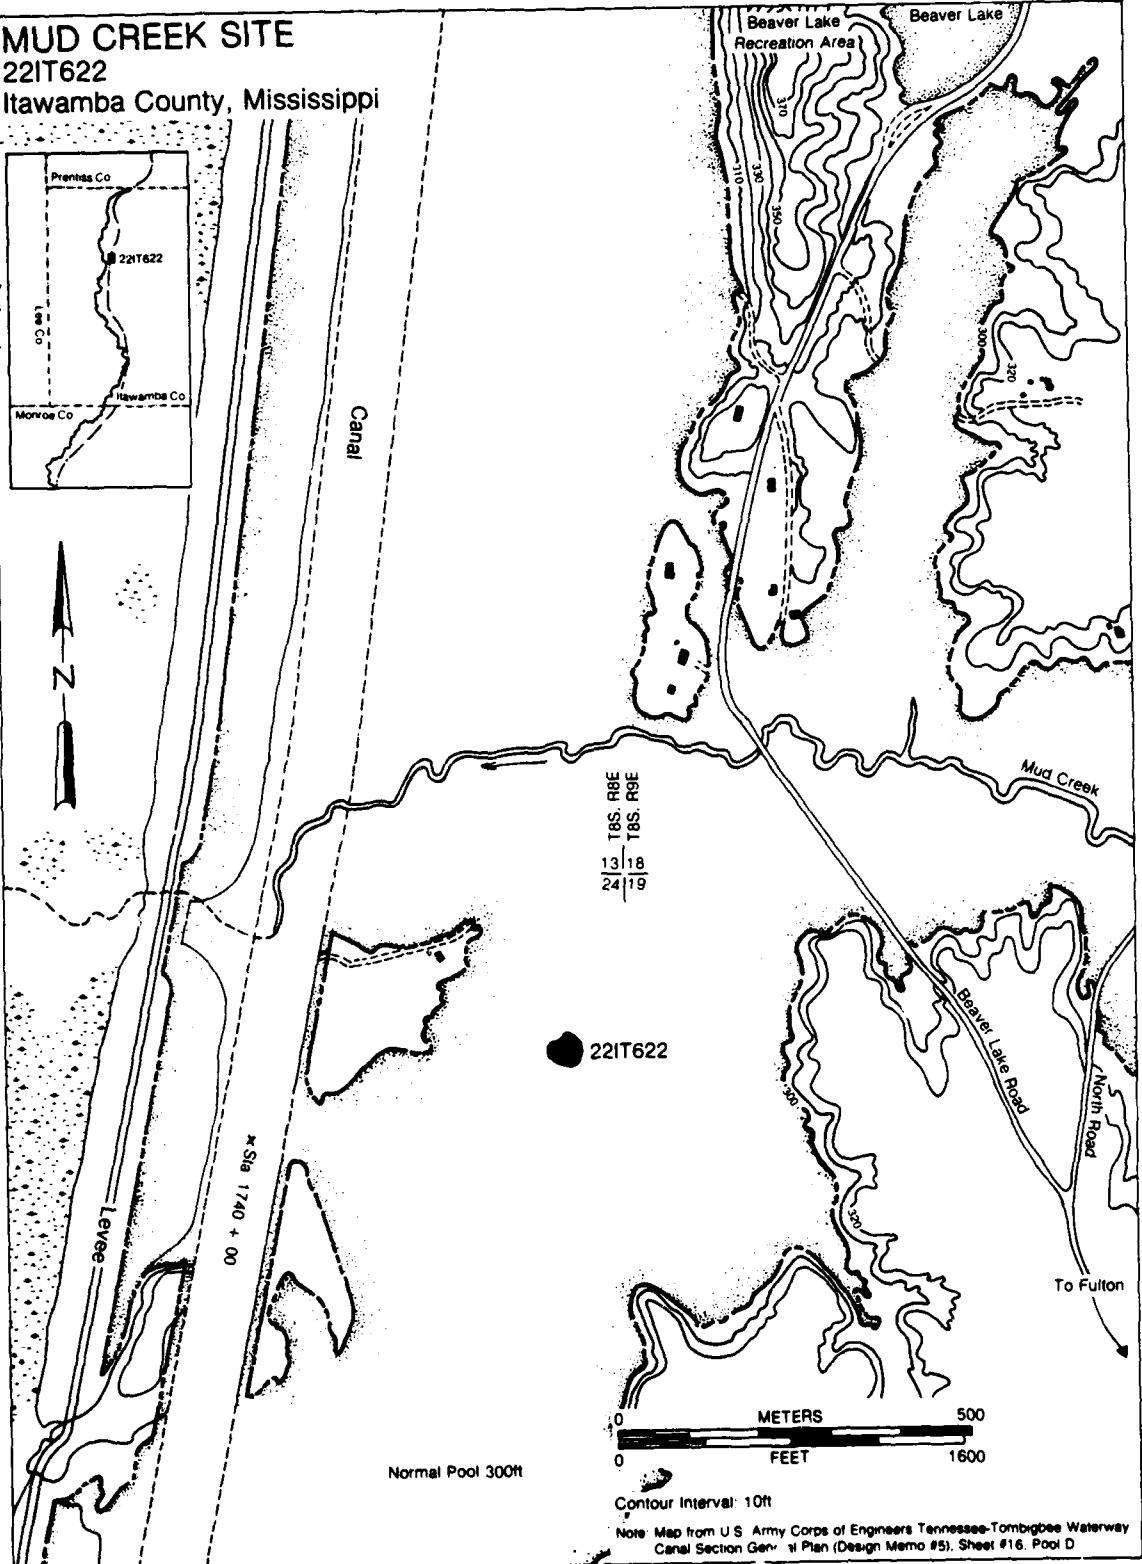 MUD CREEK SITE
22IT622
Itawamba County, Mississippi
Beaver Lake
Recreation Area
Beaver Lake
370
310
330
350
Prentiss Co
22IT622
Lee Co
Itawamba Co
Monroe Co
Canal
300
320
N
Mud Creek
T8S. R8E
T8S. R9E
13|18
24|19
22IT622
Beaver Lake Road
North Road
300
320
× Sta 1740 + 00
Levee
To Fulton
0 METERS 500
0 FEET 1600
Normal Pool 300ft
Contour Interval: 10ft
Note: Map from U S Army Corps of Engineers Tennessee-Tombigbee Waterway
Canal Section Plan (Design Memo #5), Sheet #16, Pool D